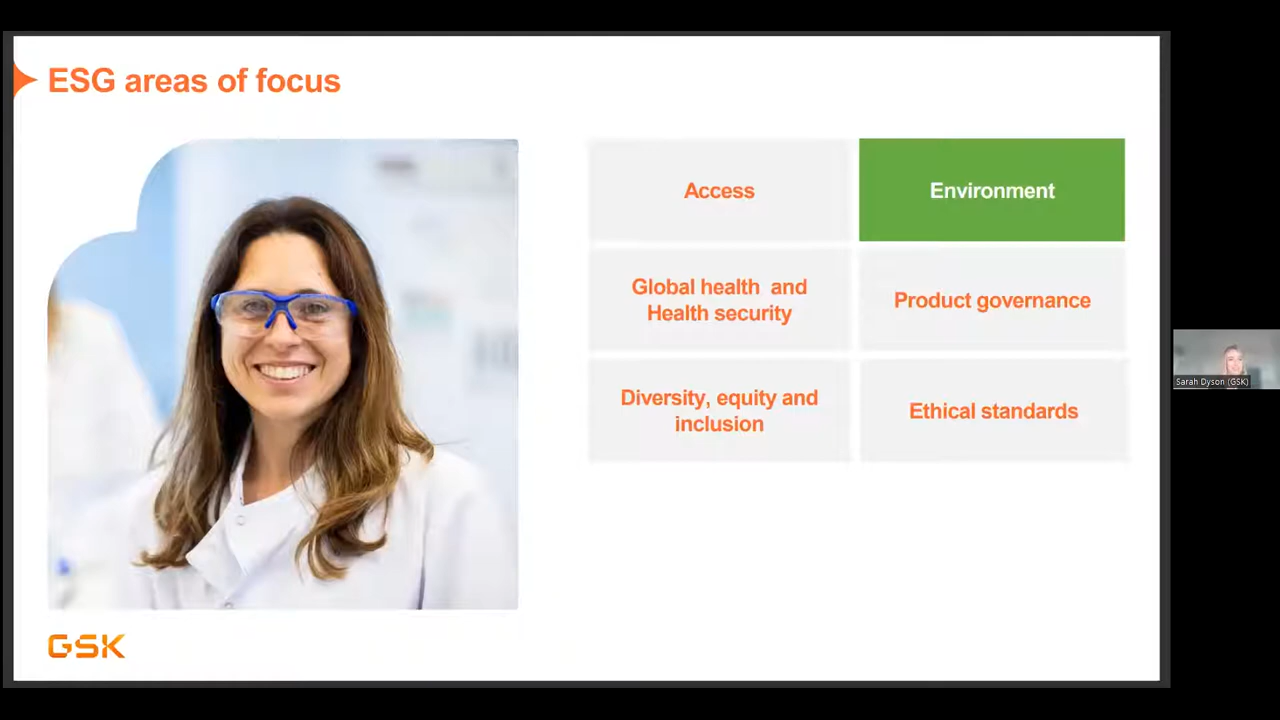 ESG areas of focus
Access
Environment
Global health and
Health security
Product governance
Diversity, equity and
inclusion
Ethical standards
Sarah Dyson (GSK)
GSK